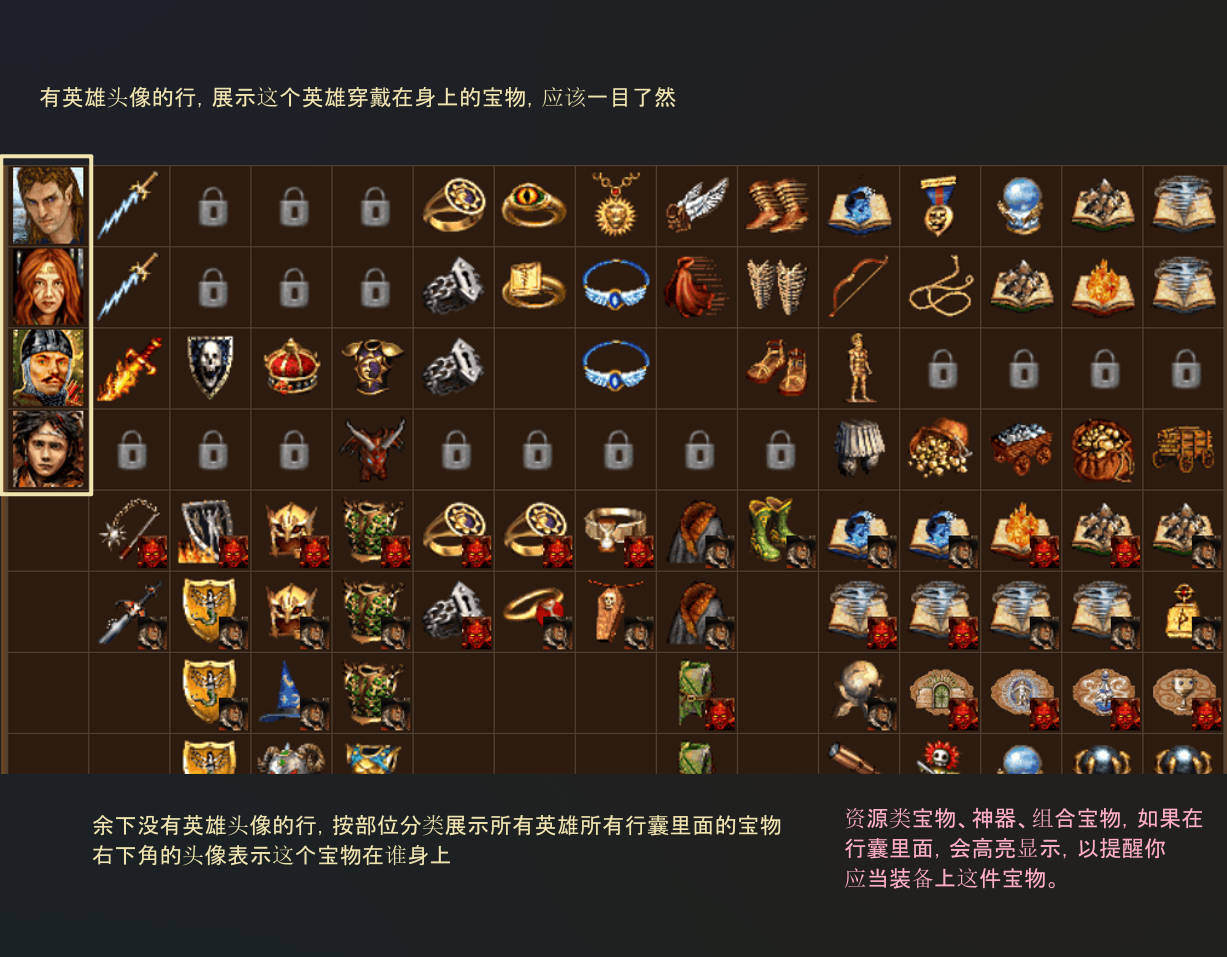 有英雄头像的行, 展示这个英雄穿戴在身上的宝物, 应该一目了然
余下没有英雄头像的行, 按部位分类展示所有英雄所有行囊里面的宝物
右下角的头像表示这个宝物在谁身上
资源类宝物、神器、组合宝物, 如果在
行囊里面, 会高亮显示, 以提醒你
应当装备上这件宝物。